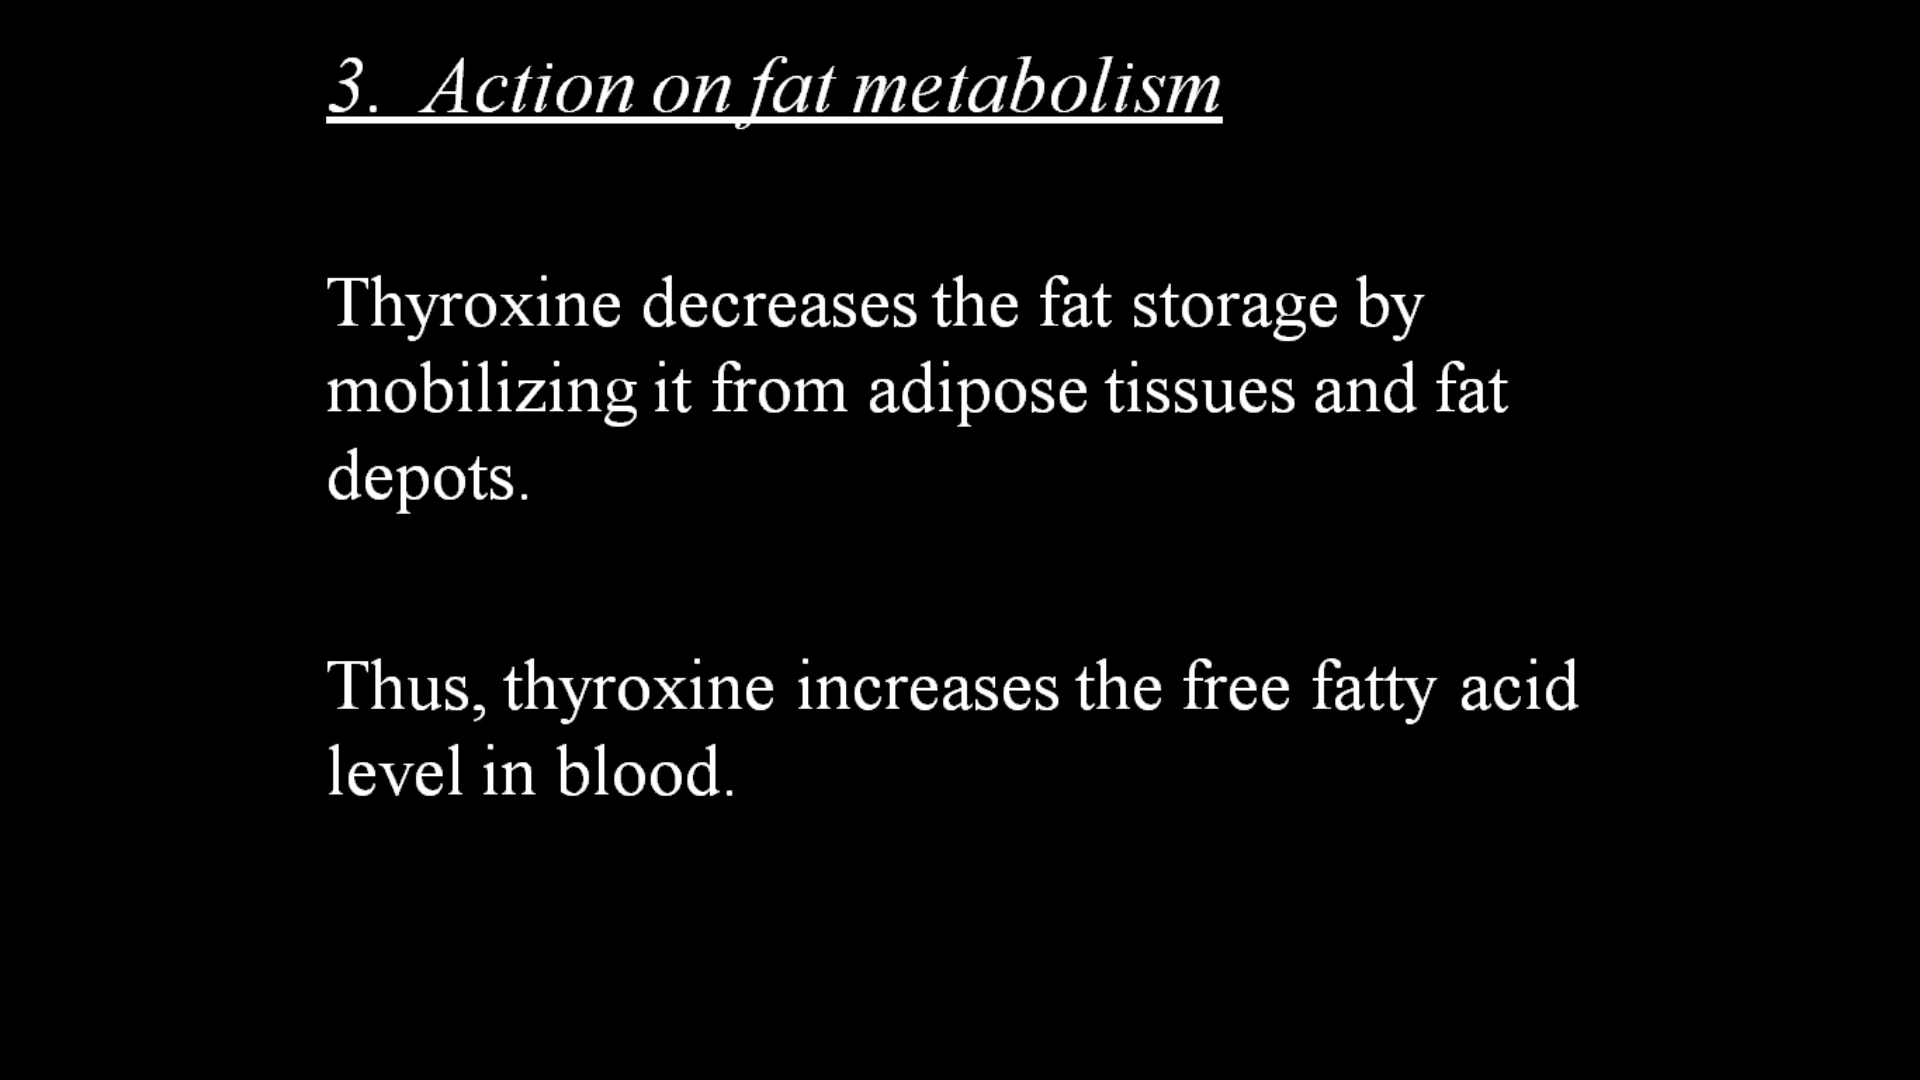 3. Action on fat metabolism
Thyroxine decreases the fat storage by
mobilizing it from adipose tissues and fat
depots.
Thus, thyroxine increases the free fatty acid
level in blood.